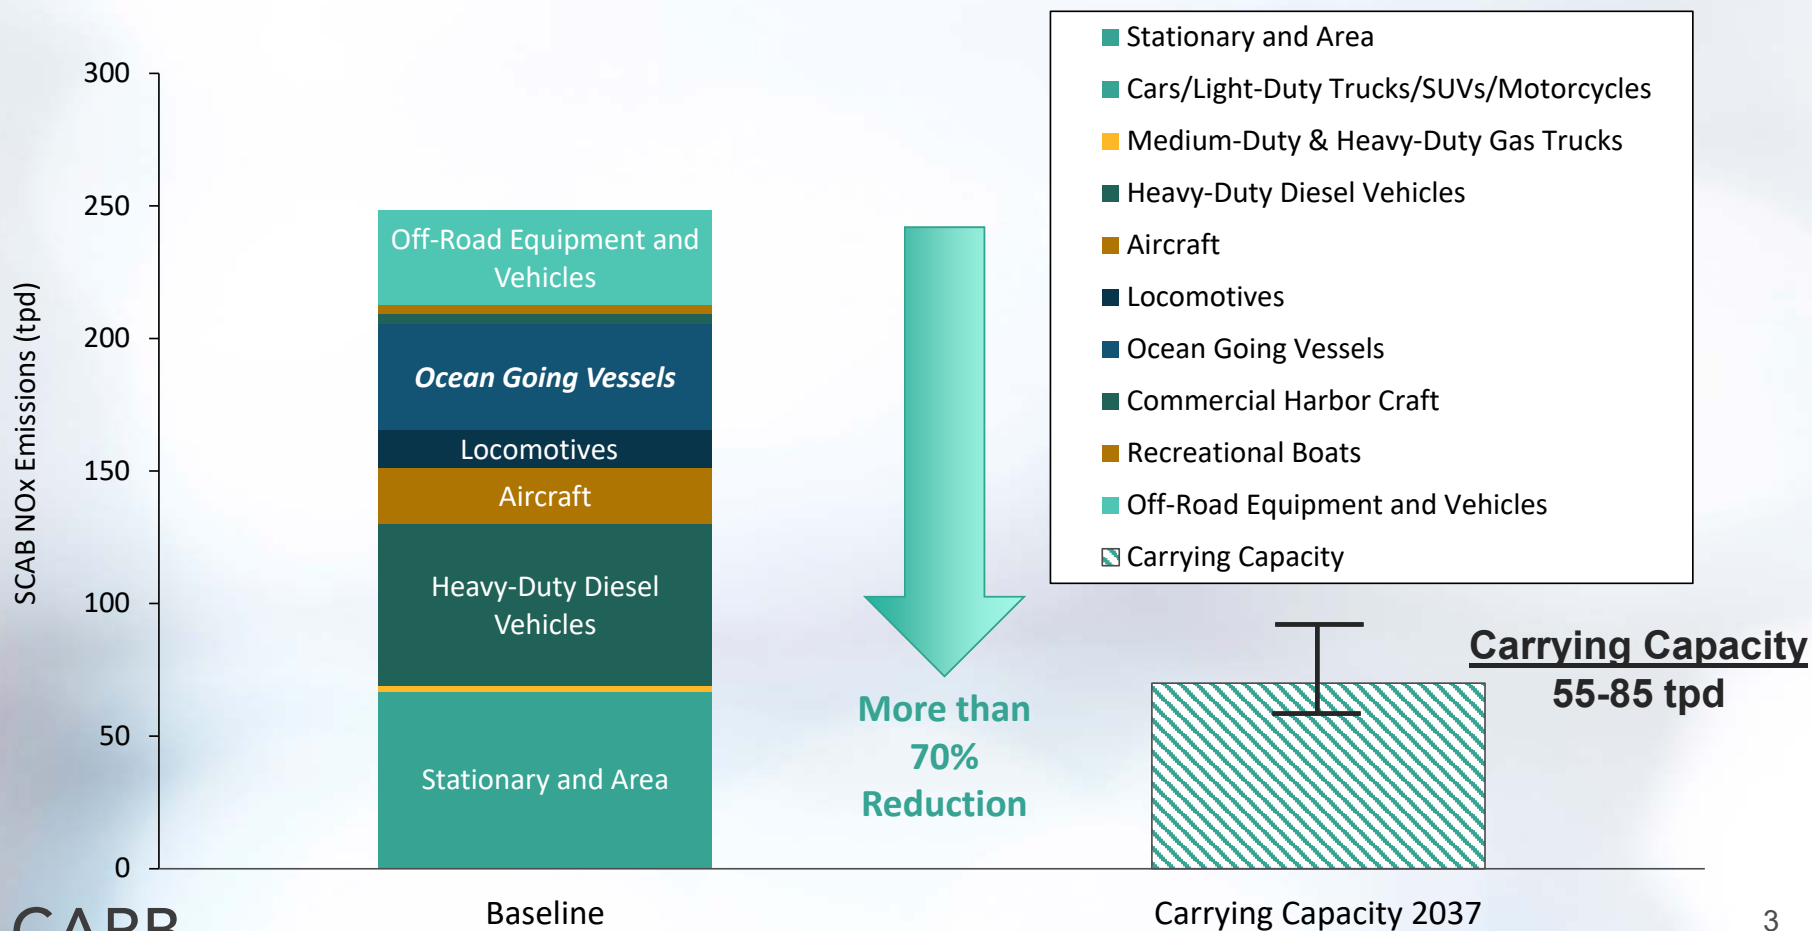 Stationary and Area
Cars/Light-Duty Trucks/SUVs/Motorcycles
Medium-Duty & Heavy-Duty Gas Trucks
Heavy-Duty Diesel Vehicles
Aircraft
Locomotives
Ocean Going Vessels
Commercial Harbor Craft
Recreational Boats
Off-Road Equipment and Vehicles
Carrying Capacity
SCAB NOx Emissions (tpd)
300
250
200
150
100
50
0
Off-Road Equipment and
Vehicles
Ocean Going Vessels
Locomotives
Aircraft
Heavy-Duty Diesel
Vehicles
Stationary and Area
More than
70%
Reduction
Carrying Capacity
55-85 tpd
Baseline
Carrying Capacity 2037
CARB
3